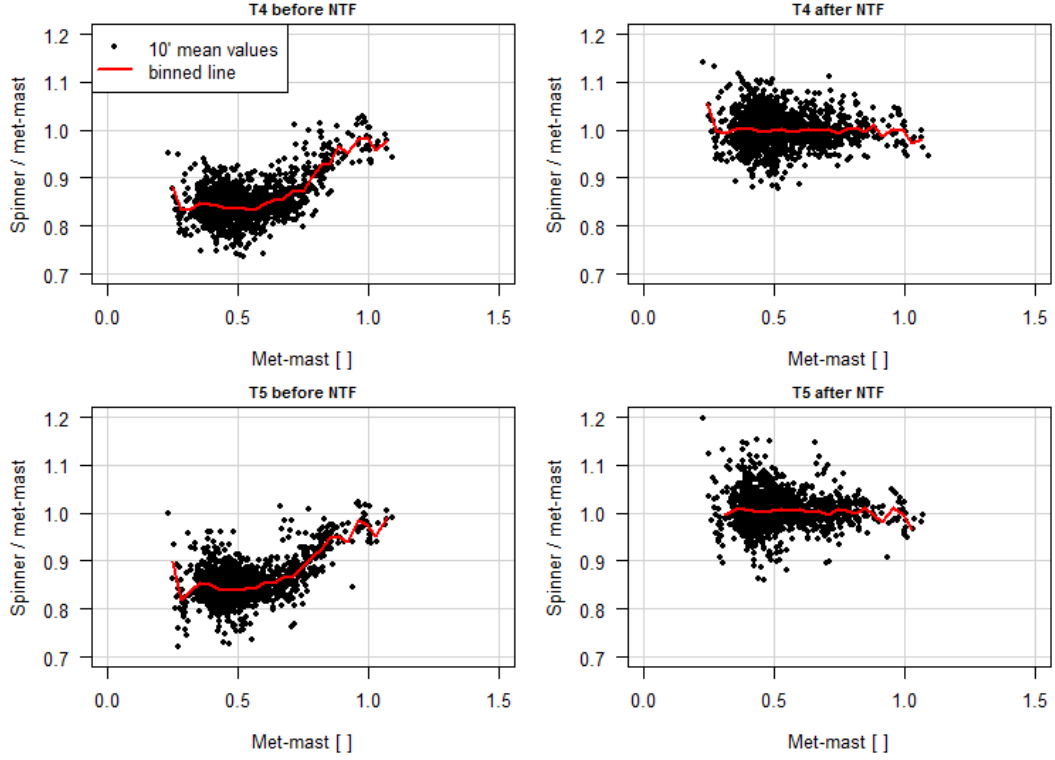 T4 before NTF
1.2
1.1
1.0
0.9
0.8
0.7
Spinner / met-mast
10' mean values
binned line
0.0 0.5 1.0 1.5
Met-mast [ ]
T4 after NTF
1.2
1.1
1.0
0.9
0.8
0.7
Spinner / met-mast
0.0 0.5 1.0 1.5
Met-mast [ ]
T5 before NTF
1.2
1.1
1.0
0.9
0.8
0.7
Spinner / met-mast
0.0 0.5 1.0 1.5
Met-mast [ ]
T5 after NTF
1.2
1.1
1.0
0.9
0.8
0.7
Spinner / met-mast
0.0 0.5 1.0 1.5
Met-mast [ ]